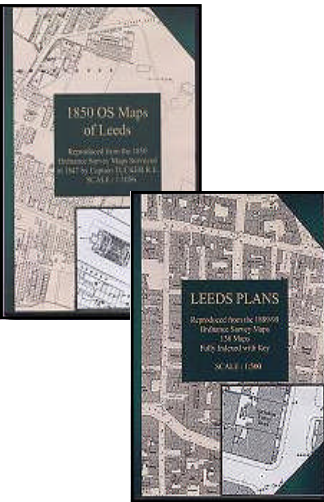 1850 OS Maps
of Leeds
Reproduced from the 1850
Ordnance Survey Maps Surveyed
in 1847 by Captain TUCKER R.E.
SCALE : 1:1056
LEEDS PLANS
Reproduced from the 1889/90
Ordnance Survey Maps
Maps
Fully Indexed with Key
SCALE : 1:500